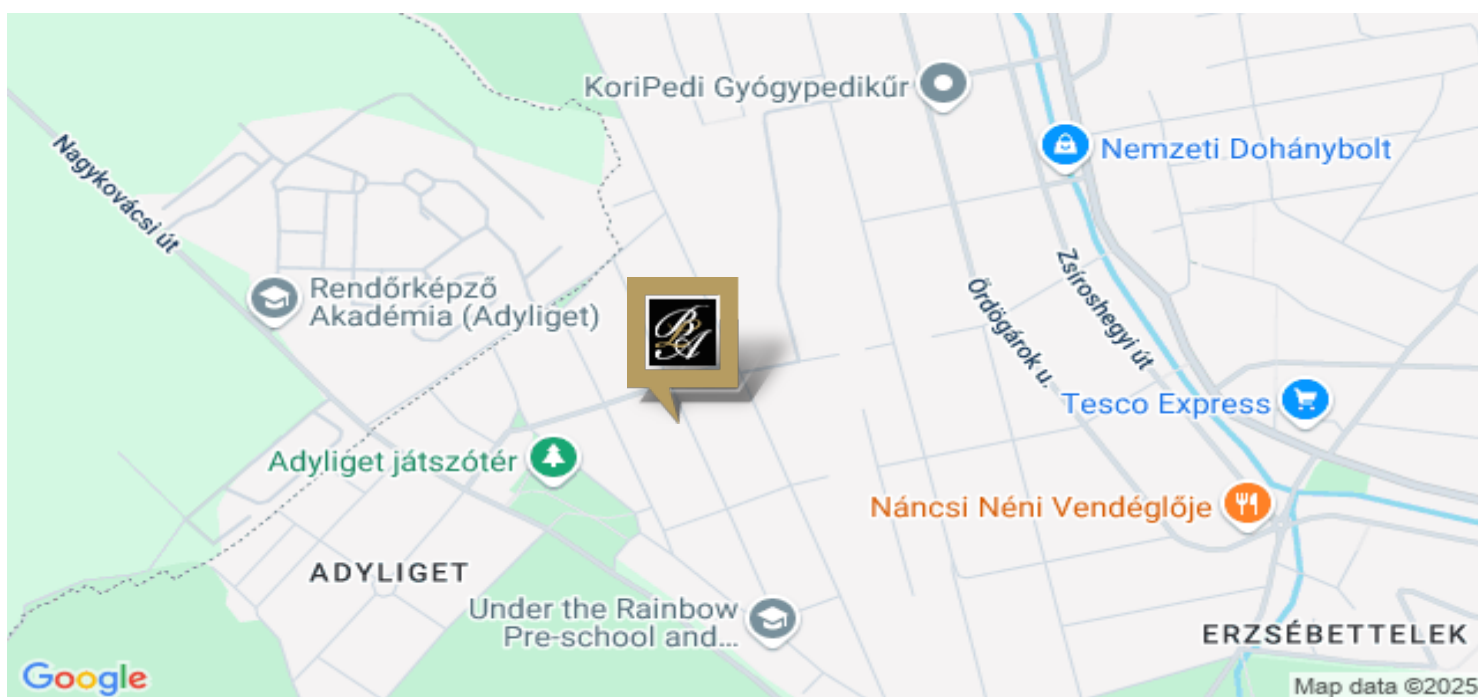 KoriPedi Gyógypedikűr
Nemzeti Dohánybolt
Nagykovácsi út
Rendőrképző
Akadémia (Adyliget)
Zsíroshegyi út
Ördögárok u.
Tesco Express
Adyliget játszótér
Náncsi Néni Vendéglője
ADYLIGET
Under the Rainbow
Pre-school and...
ERZSÉBETTELEK
Google
Map data ©2025